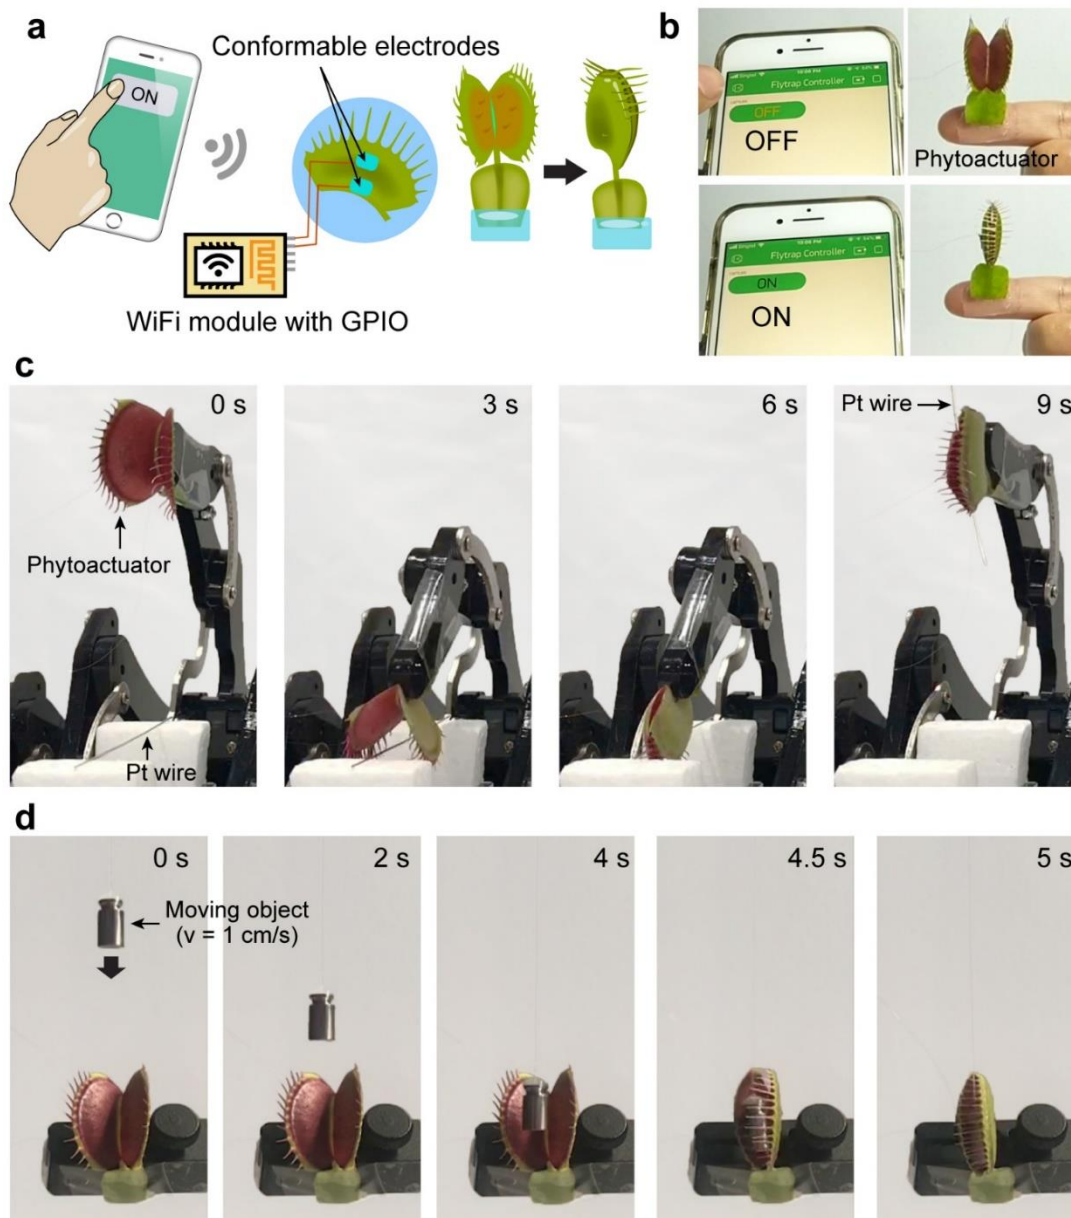 a
ON
Conformable electrodes
WiFi module with GPIO
b
Flytrap Controller
OFF
OFF
Phytoactuator
Flytrap Controller
ON
ON
c
0 s
Phytoactuator
Pt wire
3 s
6 s
9 s
Pt wire
d
0 s
Moving object
(v = 1 cm/s)
2 s
4 s
4.5 s
5 s